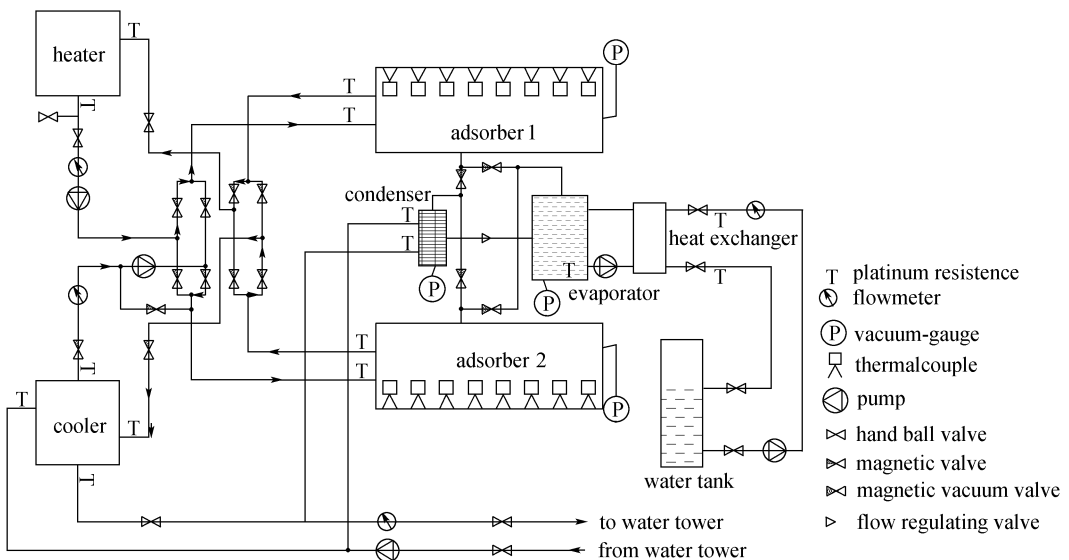 heater
T
T
T
T
adsorber 1
P
condenser
T
T
heat exchanger
T
T
T
evaporator
P
P
T platinum resistence
flowmeter
P vacuum-gauge
thermalcouple
pump
hand ball valve
magnetic valve
magnetic vacuum valve
flow regulating valve
T
T
adsorber 2
P
T
T
cooler
T
T
water tank
to water tower
from water tower